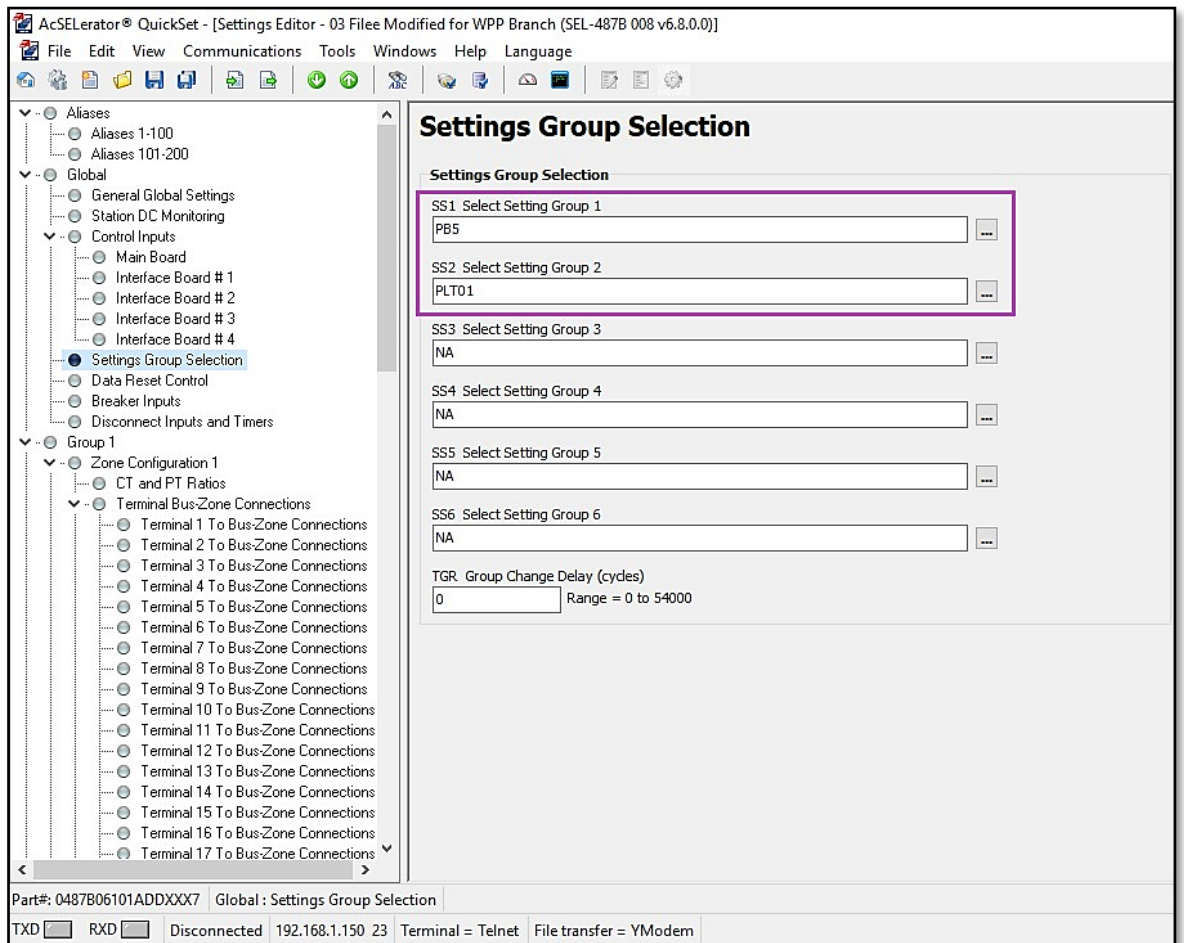 AcSELerator® QuickSet - [Settings Editor - 03 Filee Modified for WPP Branch (SEL-487B 008 v6.8.0.0)]
File Edit View Communications Tools Windows Help Language
Aliases
Aliases 1-100
Aliases 101-200
Global
General Global Settings
Station DC Monitoring
Control Inputs
Main Board
Interface Board # 1
Interface Board # 2
Interface Board # 3
Interface Board # 4
Settings Group Selection
Data Reset Control
Breaker Inputs
Disconnect Inputs and Timers
Group 1
Zone Configuration 1
CT and PT Ratios
Terminal Bus-Zone Connections
Terminal 1 To Bus-Zone Connections
Terminal 2 To Bus-Zone Connections
Terminal 3 To Bus-Zone Connections
Terminal 4 To Bus-Zone Connections
Terminal 5 To Bus-Zone Connections
Terminal 6 To Bus-Zone Connections
Terminal 7 To Bus-Zone Connections
Terminal 8 To Bus-Zone Connections
Terminal 9 To Bus-Zone Connections
Terminal 10 To Bus-Zone Connections
Terminal 11 To Bus-Zone Connections
Terminal 12 To Bus-Zone Connections
Terminal 13 To Bus-Zone Connections
Terminal 14 To Bus-Zone Connections
Terminal 15 To Bus-Zone Connections
Terminal 16 To Bus-Zone Connections
Terminal 17 To Bus-Zone Connections
Settings Group Selection
Settings Group Selection
SS1 Select Setting Group 1
PB5
...
SS2 Select Setting Group 2
PLT01
...
SS3 Select Setting Group 3
NA
...
SS4 Select Setting Group 4
NA
...
SS5 Select Setting Group 5
NA
...
SS6 Select Setting Group 6
NA
...
TGR Group Change Delay (cycles)
0 Range = 0 to 54000
Part#: 0487B06101ADDXXX7 Global : Settings Group Selection
TXD RXD Disconnected 192.168.1.150 23 Terminal = Telnet File transfer = YModem